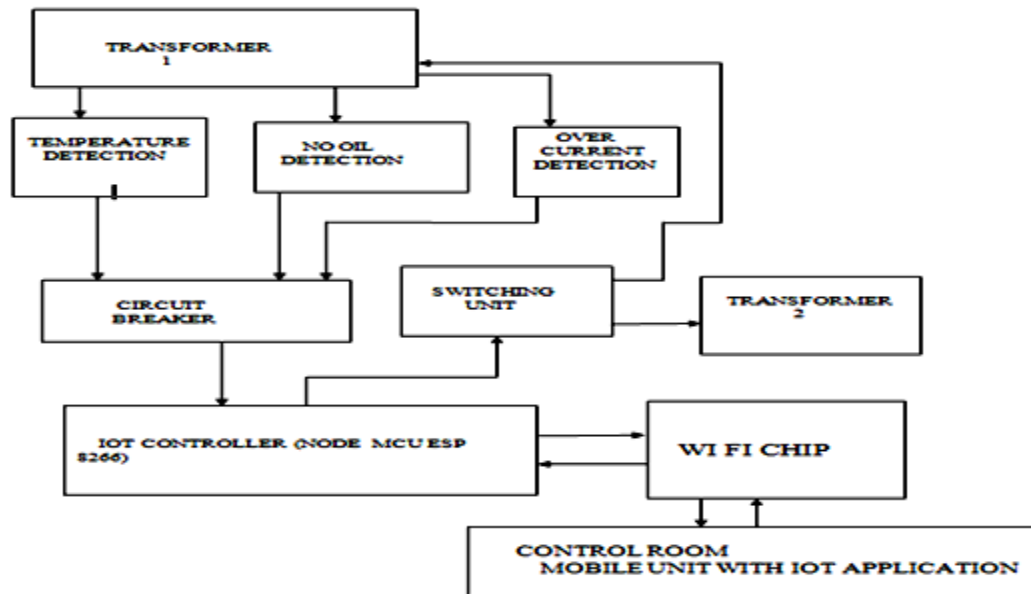 TRANSFORMER
1
TEMPERATURE
DETECTION
NO OIL
DETECTION
OVER
CURRENT
DETECTION
CIRCUIT
BREAKER
SWITCHING
UNIT
TRANSFORMER
2
IOT CONTROLLER (NODE MCU ESP
8266)
WI FI CHIP
CONTROL ROOM
MOBILE UNIT WITH IOT APPLICATION